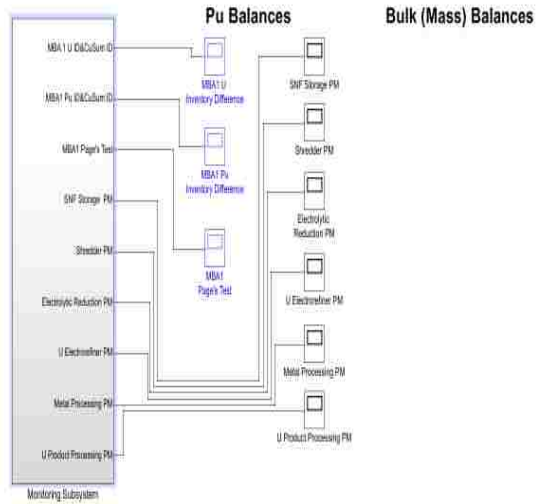 Pu Balances
Bulk (Mass) Balances
MBA 1 U ID&CuSum ID
MBA1 Pu ID&CuSum ID
MBA1 Page's Test
SNF Storage PM
Shredder PM
Electrolytic Reduction PM
U Electrorefiner PM
Metal Processing PM
U Product Processing PM
Monitoring Subsystem
MBA1 U
Inventory Difference
MBA1 Pu
Inventory Difference
MBA1
Page's Test
SNF Storage PM
Shredder PM
Electrolytic
Reduction PM
U Electrorefiner PM
Metal Processing PM
U Product Processing PM